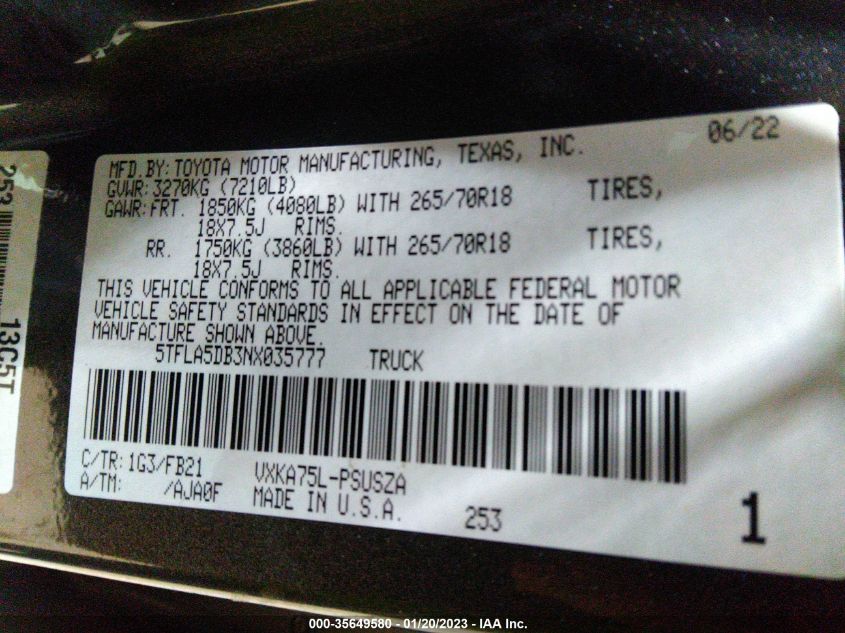 06/22
MFD.BY: TOYOTA MOTOR MANUFACTURING, TEXAS, INC.
GVWR: 3270KG (7210LB)
GAWR: FRT. 1850KG (4080LB) WITH 265/70R18 TIRES,
18X7.5J RIMS.
RR. 1750KG (3860LB) WITH 265/70R18 TIRES,
18X7.5J RIMS.
THIS VEHICLE CONFORMS TO ALL APPLICABLE FEDERAL MOTOR
VEHICLE SAFETY STANDARDS IN EFFECT ON THE DATE OF
MANUFACTURE SHOWN ABOVE.
5TFLA5DB3NX035777 TRUCK
C/TR: 1G3/FB21 VXKA75L-PSUSZA
A/TM: /AJA0F MADE IN U.S.A. 253
1
253
13C5T
000-35649580 - 01/20/2023 - IAA Inc.